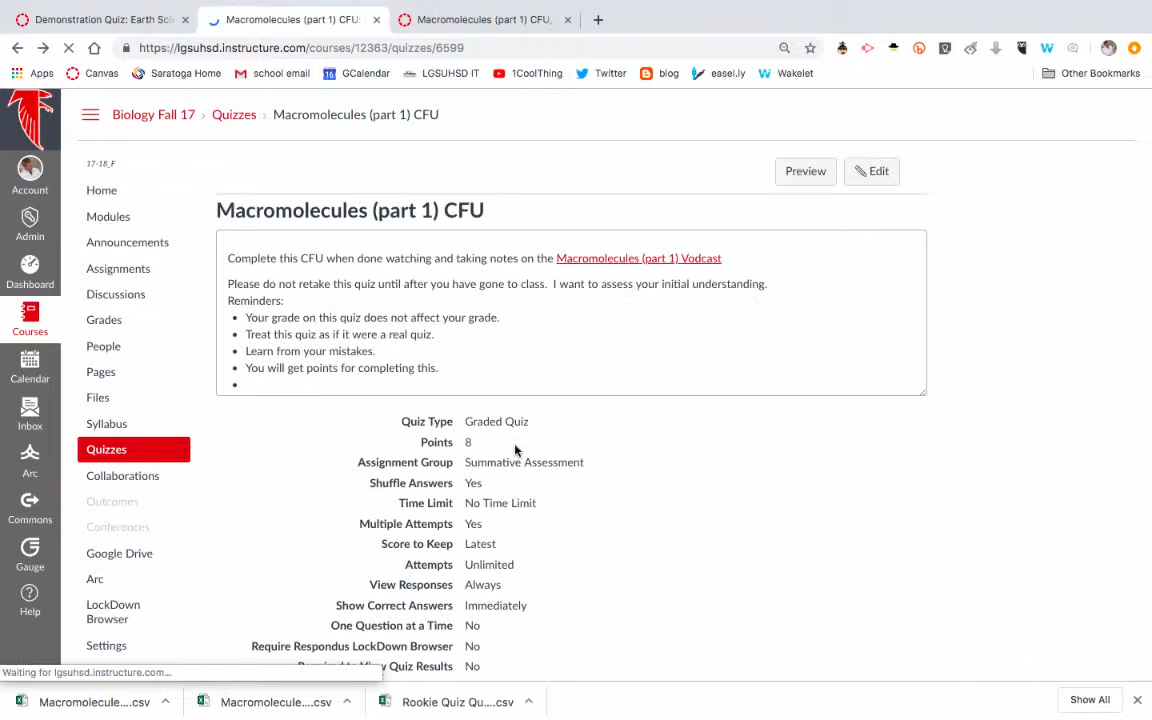 Demonstration Quiz: Earth Sci
Macromolecules (part 1) CFU:
Macromolecules (part 1) CFU,
https://lgsuhsd.instructure.com/courses/12363/quizzes/6599
Apps
Canvas
Saratoga Home
school email
GCalendar
LGSUHSD IT
1CoolThing
Twitter
blog
easel.ly
Wakelet
Other Bookmarks
Biology Fall 17 › Quizzes › Macromolecules (part 1) CFU
Account
Admin
Dashboard
Courses
Calendar
Inbox
Arc
Commons
Gauge
Help
17-18_F
Home
Modules
Announcements
Assignments
Discussions
Grades
People
Pages
Files
Syllabus
Quizzes
Collaborations
Outcomes
Conferences
Google Drive
Arc
LockDown
Browser
Settings
Preview
Edit
Macromolecules (part 1) CFU
Complete this CFU when done watching and taking notes on the Macromolecules (part 1) Vodcast
Please do not retake this quiz until after you have gone to class. I want to assess your initial understanding.
Reminders:
• Your grade on this quiz does not affect your grade.
• Treat this quiz as if it were a real quiz.
• Learn from your mistakes.
• You will get points for completing this.
•
Quiz Type Graded Quiz
Points 8
Assignment Group Summative Assessment
Shuffle Answers Yes
Time Limit No Time Limit
Multiple Attempts Yes
Score to Keep Latest
Attempts Unlimited
View Responses Always
Show Correct Answers Immediately
One Question at a Time No
Require Respondus LockDown Browser No
Required to View Quiz Results No
Waiting for lgsuhsd.instructure.com...
Macromolecule....csv
Macromolecule....csv
Rookie Quiz Qu....csv
Show All